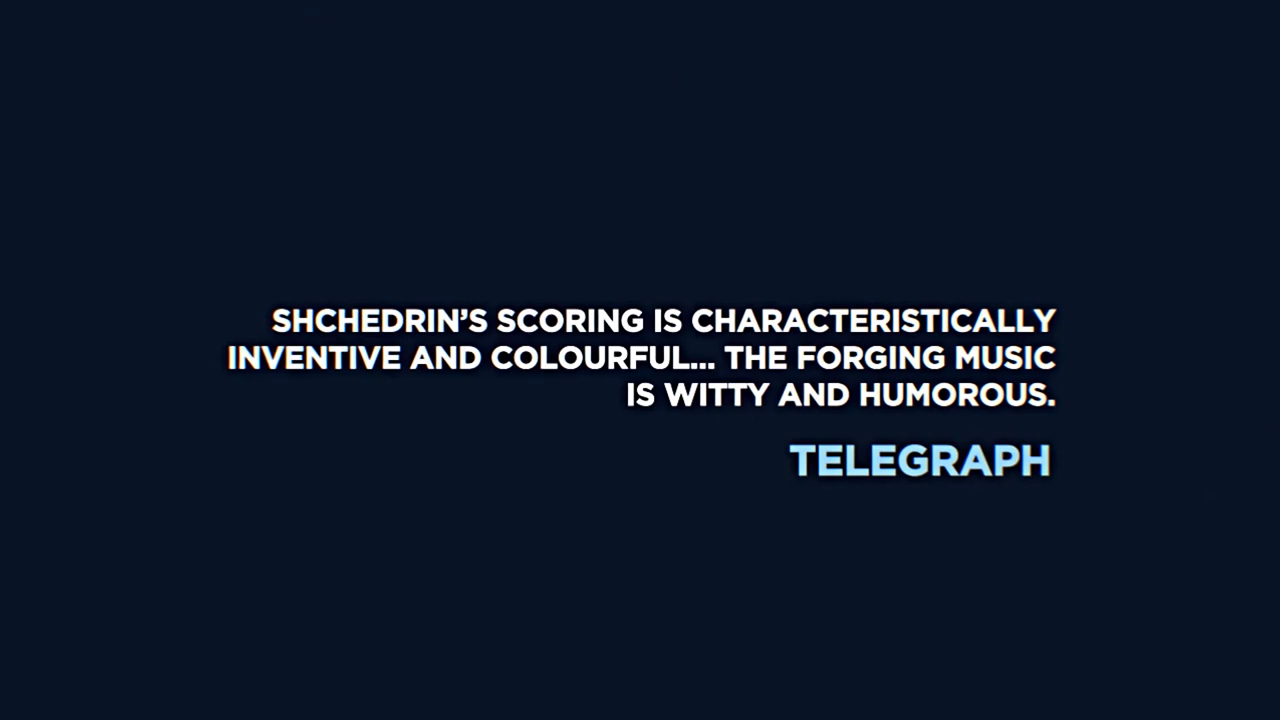 SHCHEDRIN’S SCORING IS CHARACTERISTICALLY
INVENTIVE AND COLOURFUL... THE FORGING MUSIC
IS WITTY AND HUMOROUS.
TELEGRAPH